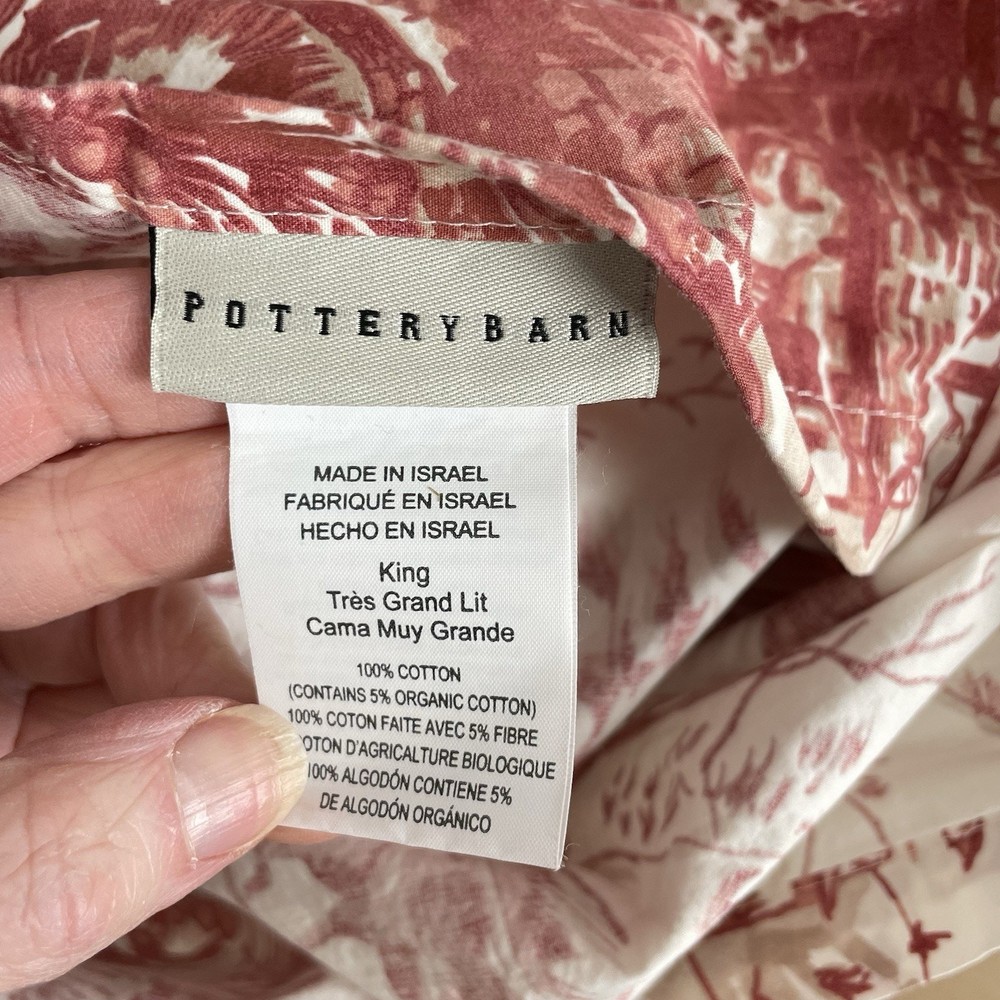 POTTERYBARN
MADE IN ISRAEL
FABRIQUÉ EN ISRAEL
HECHO EN ISRAEL
King
Très Grand Lit
Cama Muy Grande
100% COTTON
(CONTAINS 5% ORGANIC COTTON)
100% COTON FAITE AVEC 5% FIBRE
OTON D'AGRICALTURE BIOLOGIQUE
100% ALGODÓN CONTIENE 5%
DE ALGODÓN ORGÁNICO